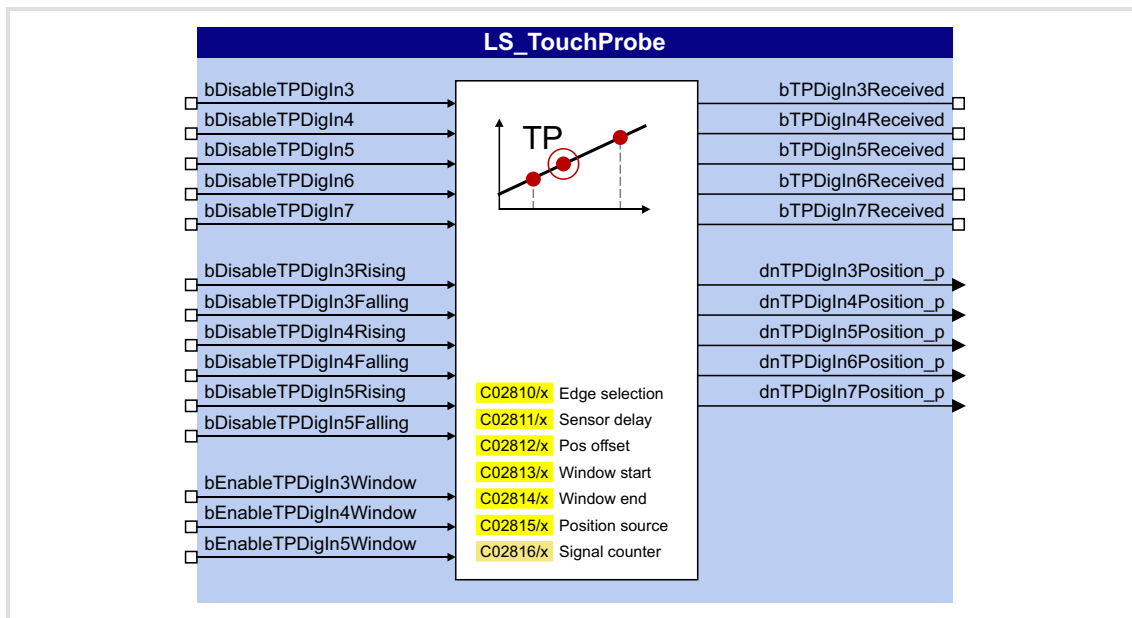 LS_TouchProbe
bDisableTPDigIn3
bDisableTPDigIn4
bDisableTPDigIn5
bDisableTPDigIn6
bDisableTPDigIn7
bDisableTPDigIn3Rising
bDisableTPDigIn3Falling
bDisableTPDigIn4Rising
bDisableTPDigIn4Falling
bDisableTPDigIn5Rising
bDisableTPDigIn5Falling
bEnableTPDigIn3Window
bEnableTPDigIn4Window
bEnableTPDigIn5Window
TP
C02810/x Edge selection
C02811/x Sensor delay
C02812/x Pos offset
C02813/x Window start
C02814/x Window end
C02815/x Position source
C02816/x Signal counter
bTPDigIn3Received
bTPDigIn4Received
bTPDigIn5Received
bTPDigIn6Received
bTPDigIn7Received
dnTPDigIn3Position_p
dnTPDigIn4Position_p
dnTPDigIn5Position_p
dnTPDigIn6Position_p
dnTPDigIn7Position_p